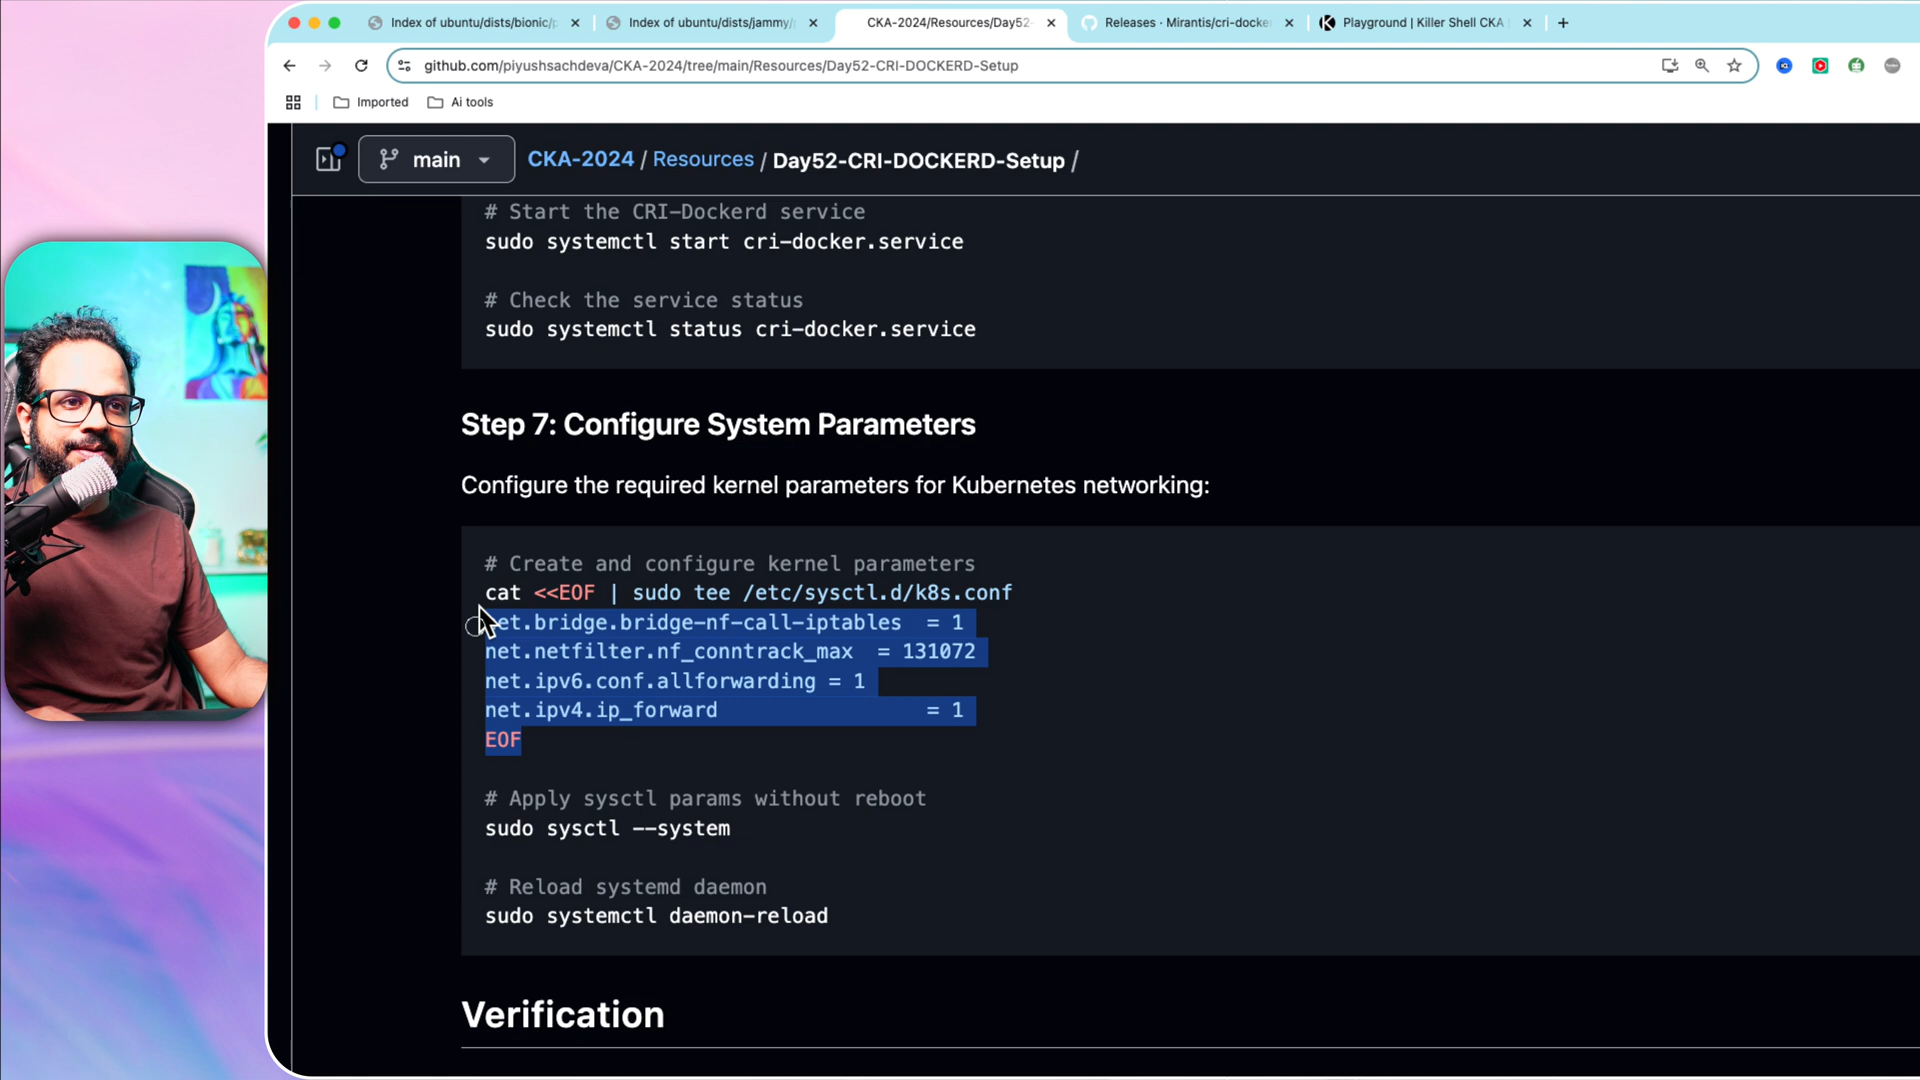 Index of ubuntu/dists/bionic/p
Index of ubuntu/dists/jammy/
CKA-2024/Resources/Day52-
Releases · Mirantis/cri-docke
Playground | Killer Shell CKA
github.com/piyushsachdeva/CKA-2024/tree/main/Resources/Day52-CRI-DOCKERD-Setup
Imported
Ai tools
main
CKA-2024 / Resources / Day52-CRI-DOCKERD-Setup /
# Start the CRI-Dockerd service
sudo systemctl start cri-docker.service
# Check the service status
sudo systemctl status cri-docker.service
Step 7: Configure System Parameters
Configure the required kernel parameters for Kubernetes networking:
# Create and configure kernel parameters
cat <<EOF | sudo tee /etc/sysctl.d/k8s.conf
net.bridge.bridge-nf-call-iptables = 1
net.netfilter.nf_conntrack_max = 131072
net.ipv6.conf.allforwarding = 1
net.ipv4.ip_forward = 1
EOF
# Apply sysctl params without reboot
sudo sysctl --system
# Reload systemd daemon
sudo systemctl daemon-reload
Verification